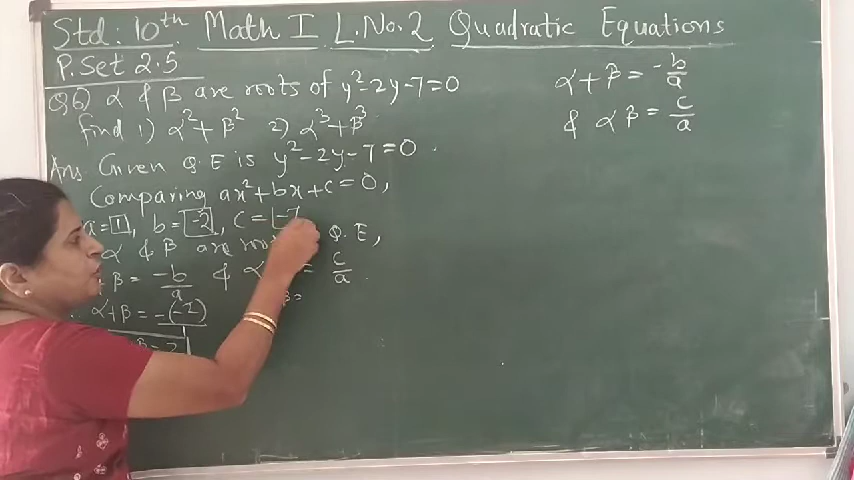 Std: 10th Math I L.No.2 Quadratic Equations
P. Set 2.5
Q6) α & β are roots of y²-2y-7=0
find 1) α²+β² 2) α³+β³
Ans. Given Q.E is y²-2y-7=0.
Comparing ax²+bx+c=0,
a=1, b=-2, c=-7
α & β are Q.E,
β = -b/a & = c/a.
α+β = -(-2)
β=
β=2
α+β = -b/a
& αβ = c/a